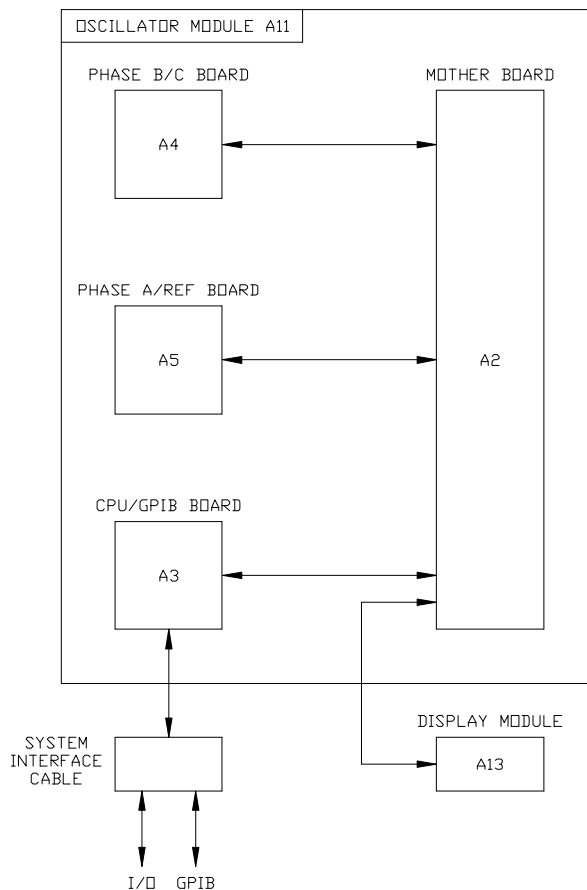 OSCILLATOR MODULE A11
PHASE B/C BOARD
MOTHER BOARD
A4
PHASE A/REF BOARD
A5
A2
CPU/GPIB BOARD
A3
SYSTEM
INTERFACE
CABLE
DISPLAY MODULE
A13
I/O
GPIB